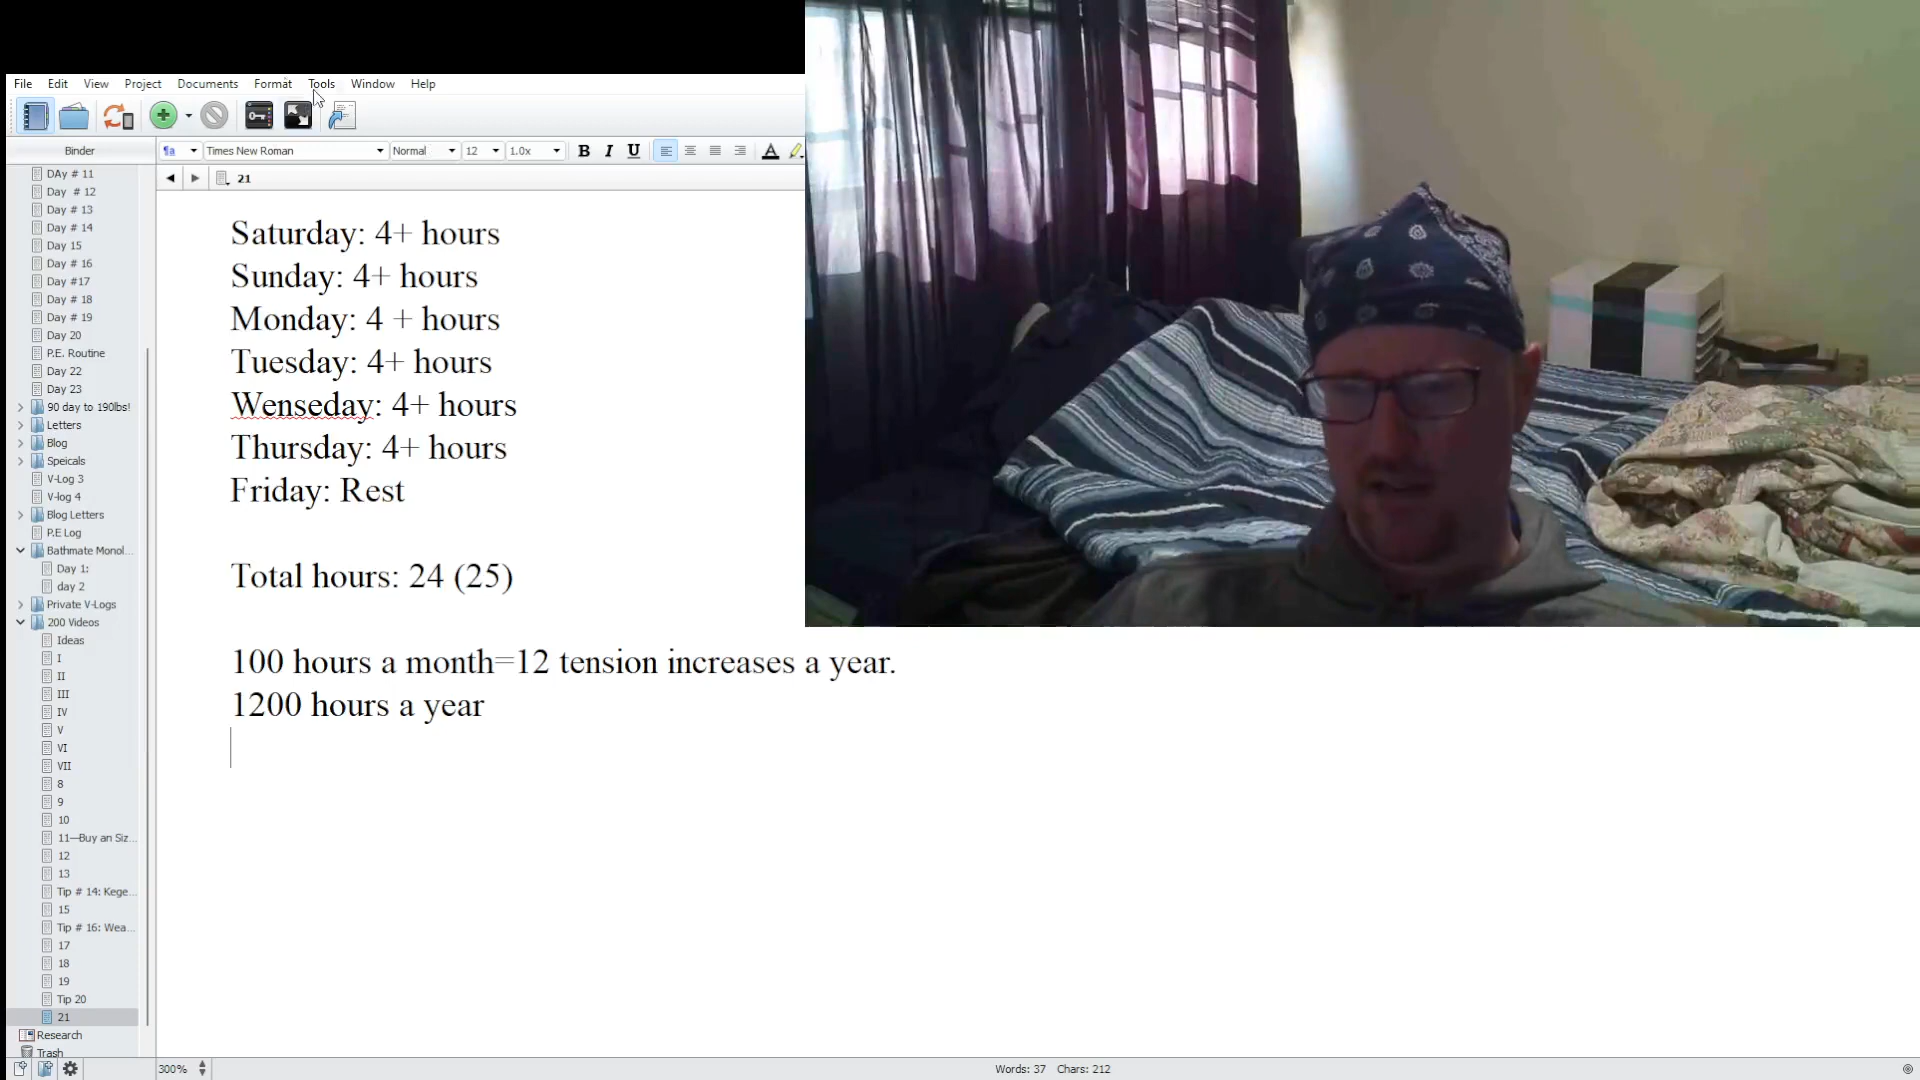 File Edit View Project Documents Format Tools Window Help
Binder
Times New Roman Normal 12 1.0x B I U A
21
DAy # 11
Day # 12
Day # 13
Day # 14
Day 15
Day # 16
Day #17
Day # 18
Day # 19
Day 20
P.E. Routine
Day 22
Day 23
90 day to 190lbs!
Letters
Blog
Speicals
V-Log 3
V-log 4
Blog Letters
P.E Log
Bathmate Monol...
Day 1:
day 2
Private V-Logs
200 Videos
Ideas
I
II
III
IV
V
VI
VII
8
9
10
11—Buy an Siz...
12
13
Tip # 14: Kege...
15
Tip # 16: Wea...
17
18
19
Tip 20
21
Research
Trash
Saturday: 4+ hours
Sunday: 4+ hours
Monday: 4 + hours
Tuesday: 4+ hours
Wenseday: 4+ hours
Thursday: 4+ hours
Friday: Rest
Total hours: 24 (25)
100 hours a month=12 tension increases a year.
1200 hours a year
300%
Words: 37 Chars: 212